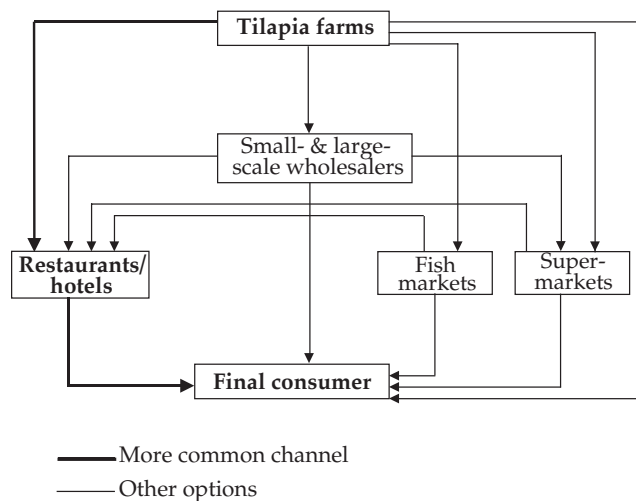 Tilapia farms
Small- & large-
scale wholesalers
Restaurants/
hotels
Fish
markets
Super-
markets
Final consumer
More common channel
Other options